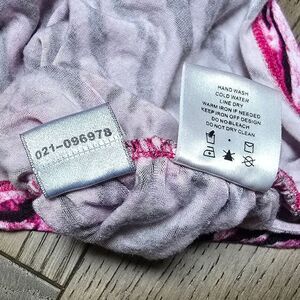 021-096978
HAND WASH
COLD WATER
LINE DRY
WARM IRON IF NEEDED
KEEP IRON OFF DESIGN
DO NO BLEACH
DO NOT DRY CLEAN